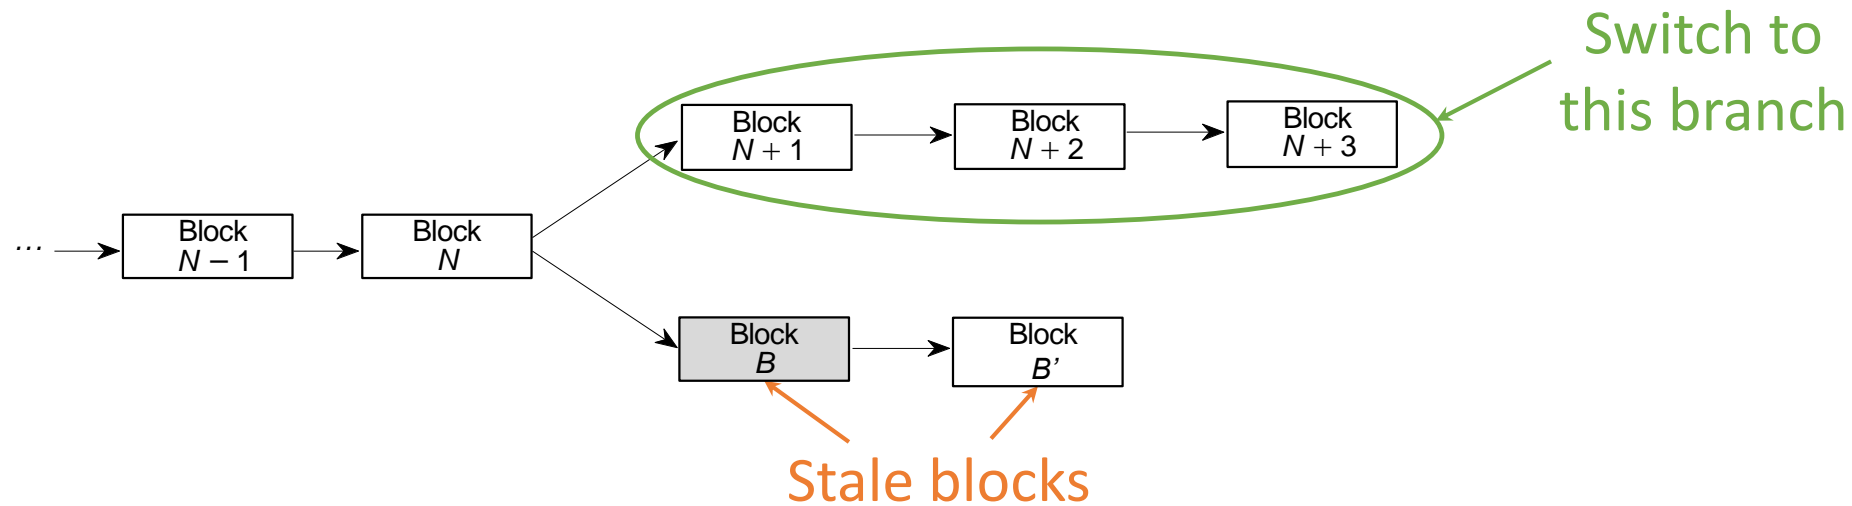 Switch to
this branch
Block
N + 1
Block
N + 2
Block
N + 3
...
Block
N – 1
Block
N
Block
B
Block
B’
Stale blocks